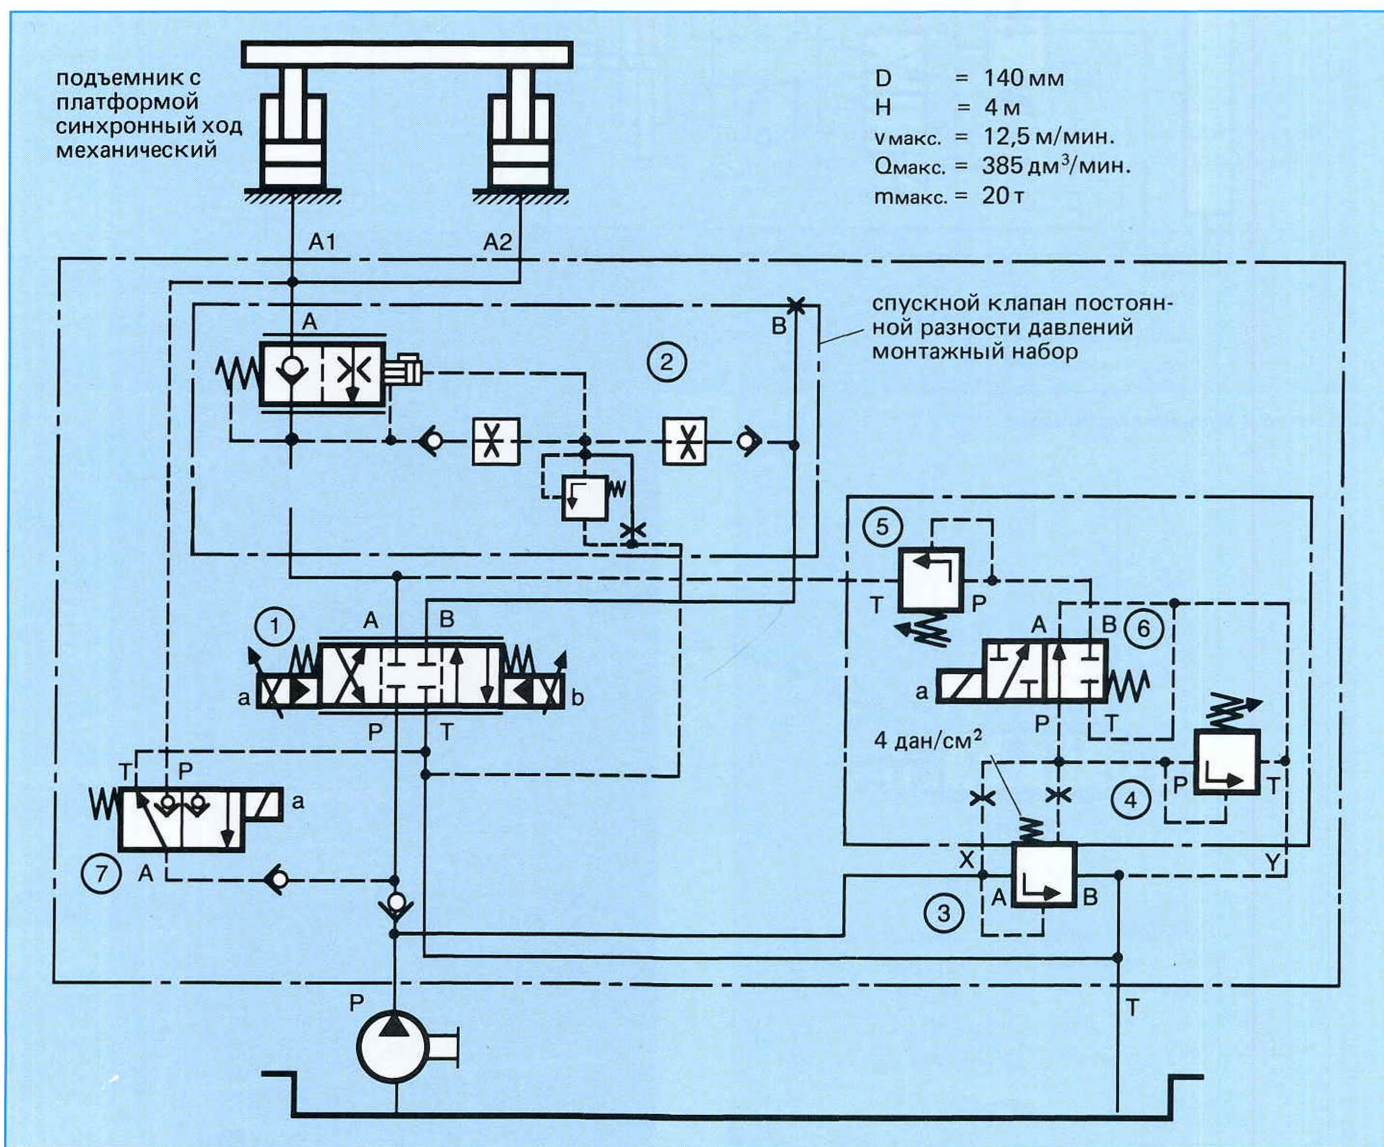 подъемник с
платформой
синхронный ход
механический
D = 140 мм
H = 4 м
v макс. = 12,5 м/мин.
Qмакс. = 385 дм³/мин.
mмакс. = 20 т
A1
A2
спускной клапан постоян-
ной разности давлений
монтажный набор
A
B
2
5
T
P
1
A
B
A
B
6
a
b
a
P
T
P
T
4 дан/см²
T
P
a
P
T
4
7
A
X
Y
A
B
3
P
T